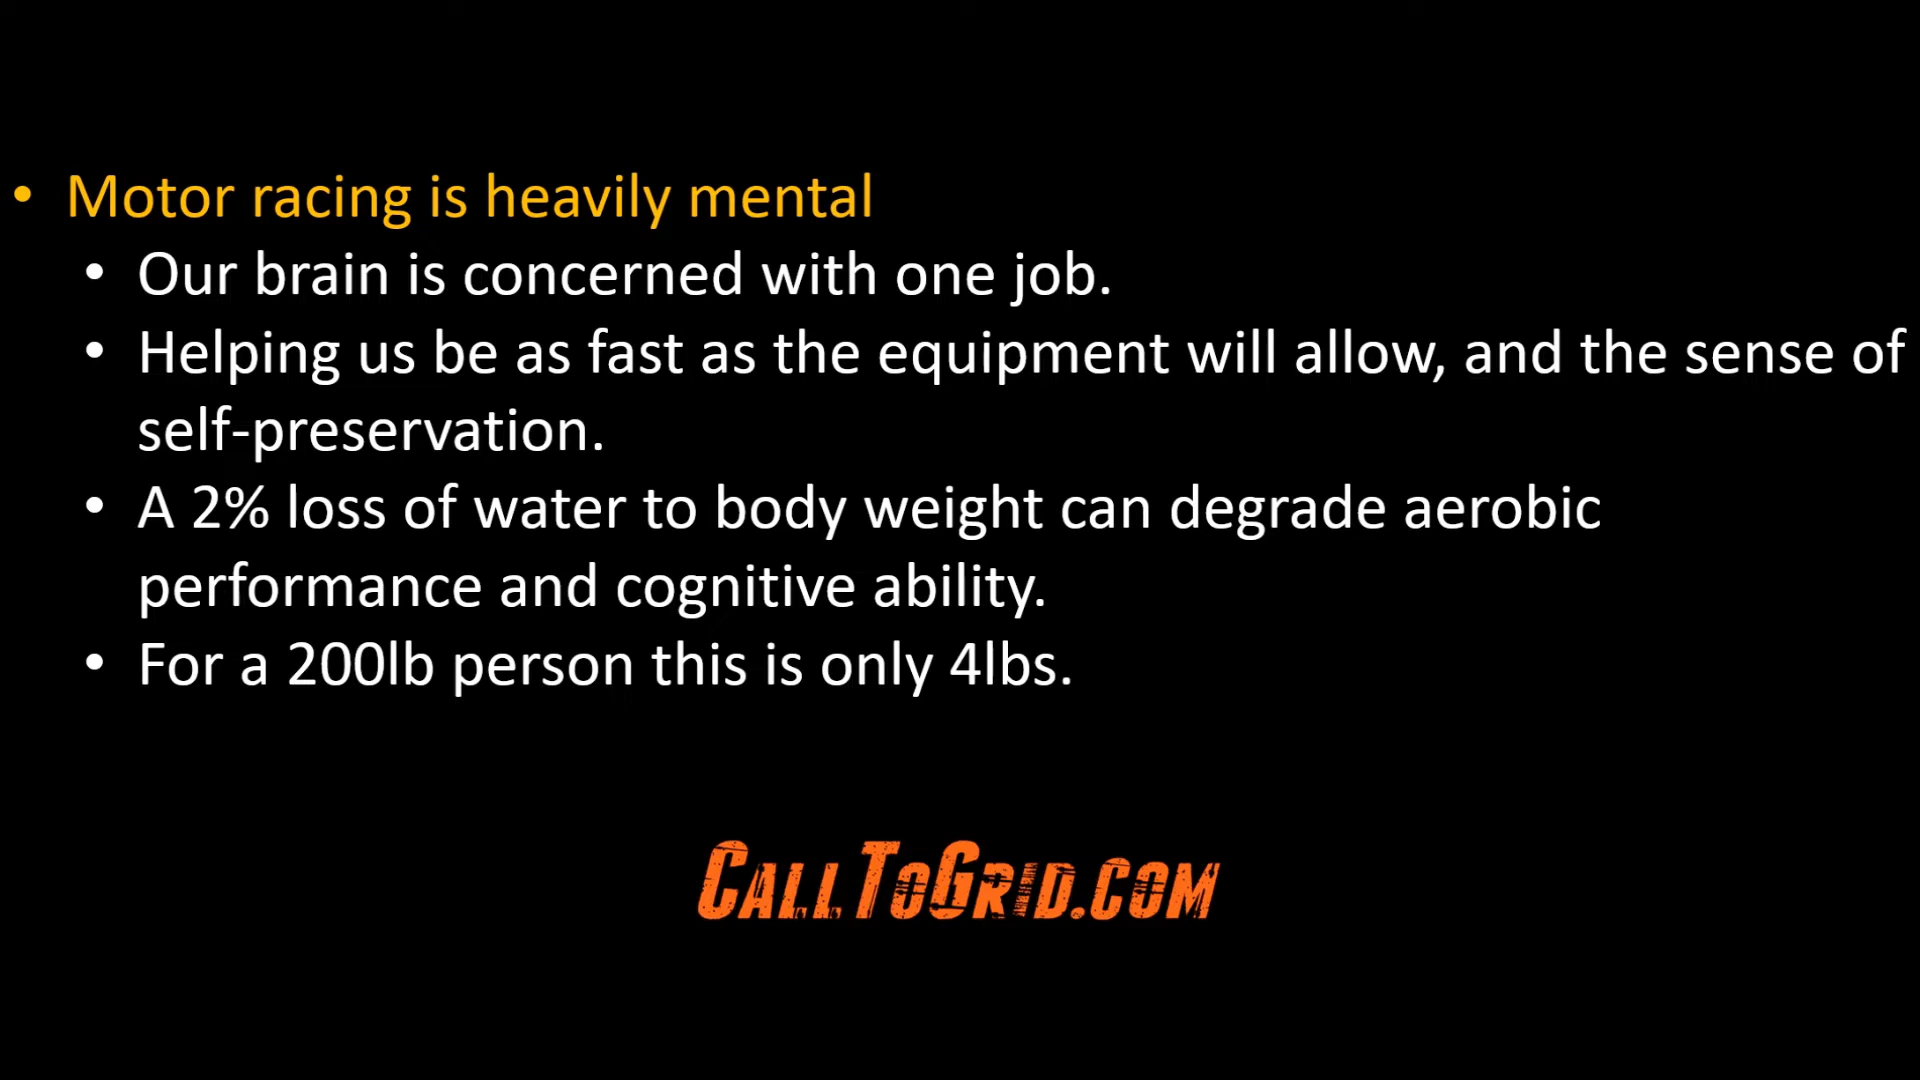 • Motor racing is heavily mental
• Our brain is concerned with one job.
• Helping us be as fast as the equipment will allow, and the sense of
self-preservation.
• A 2% loss of water to body weight can degrade aerobic
performance and cognitive ability.
• For a 200lb person this is only 4lbs.
CallToGrid.com